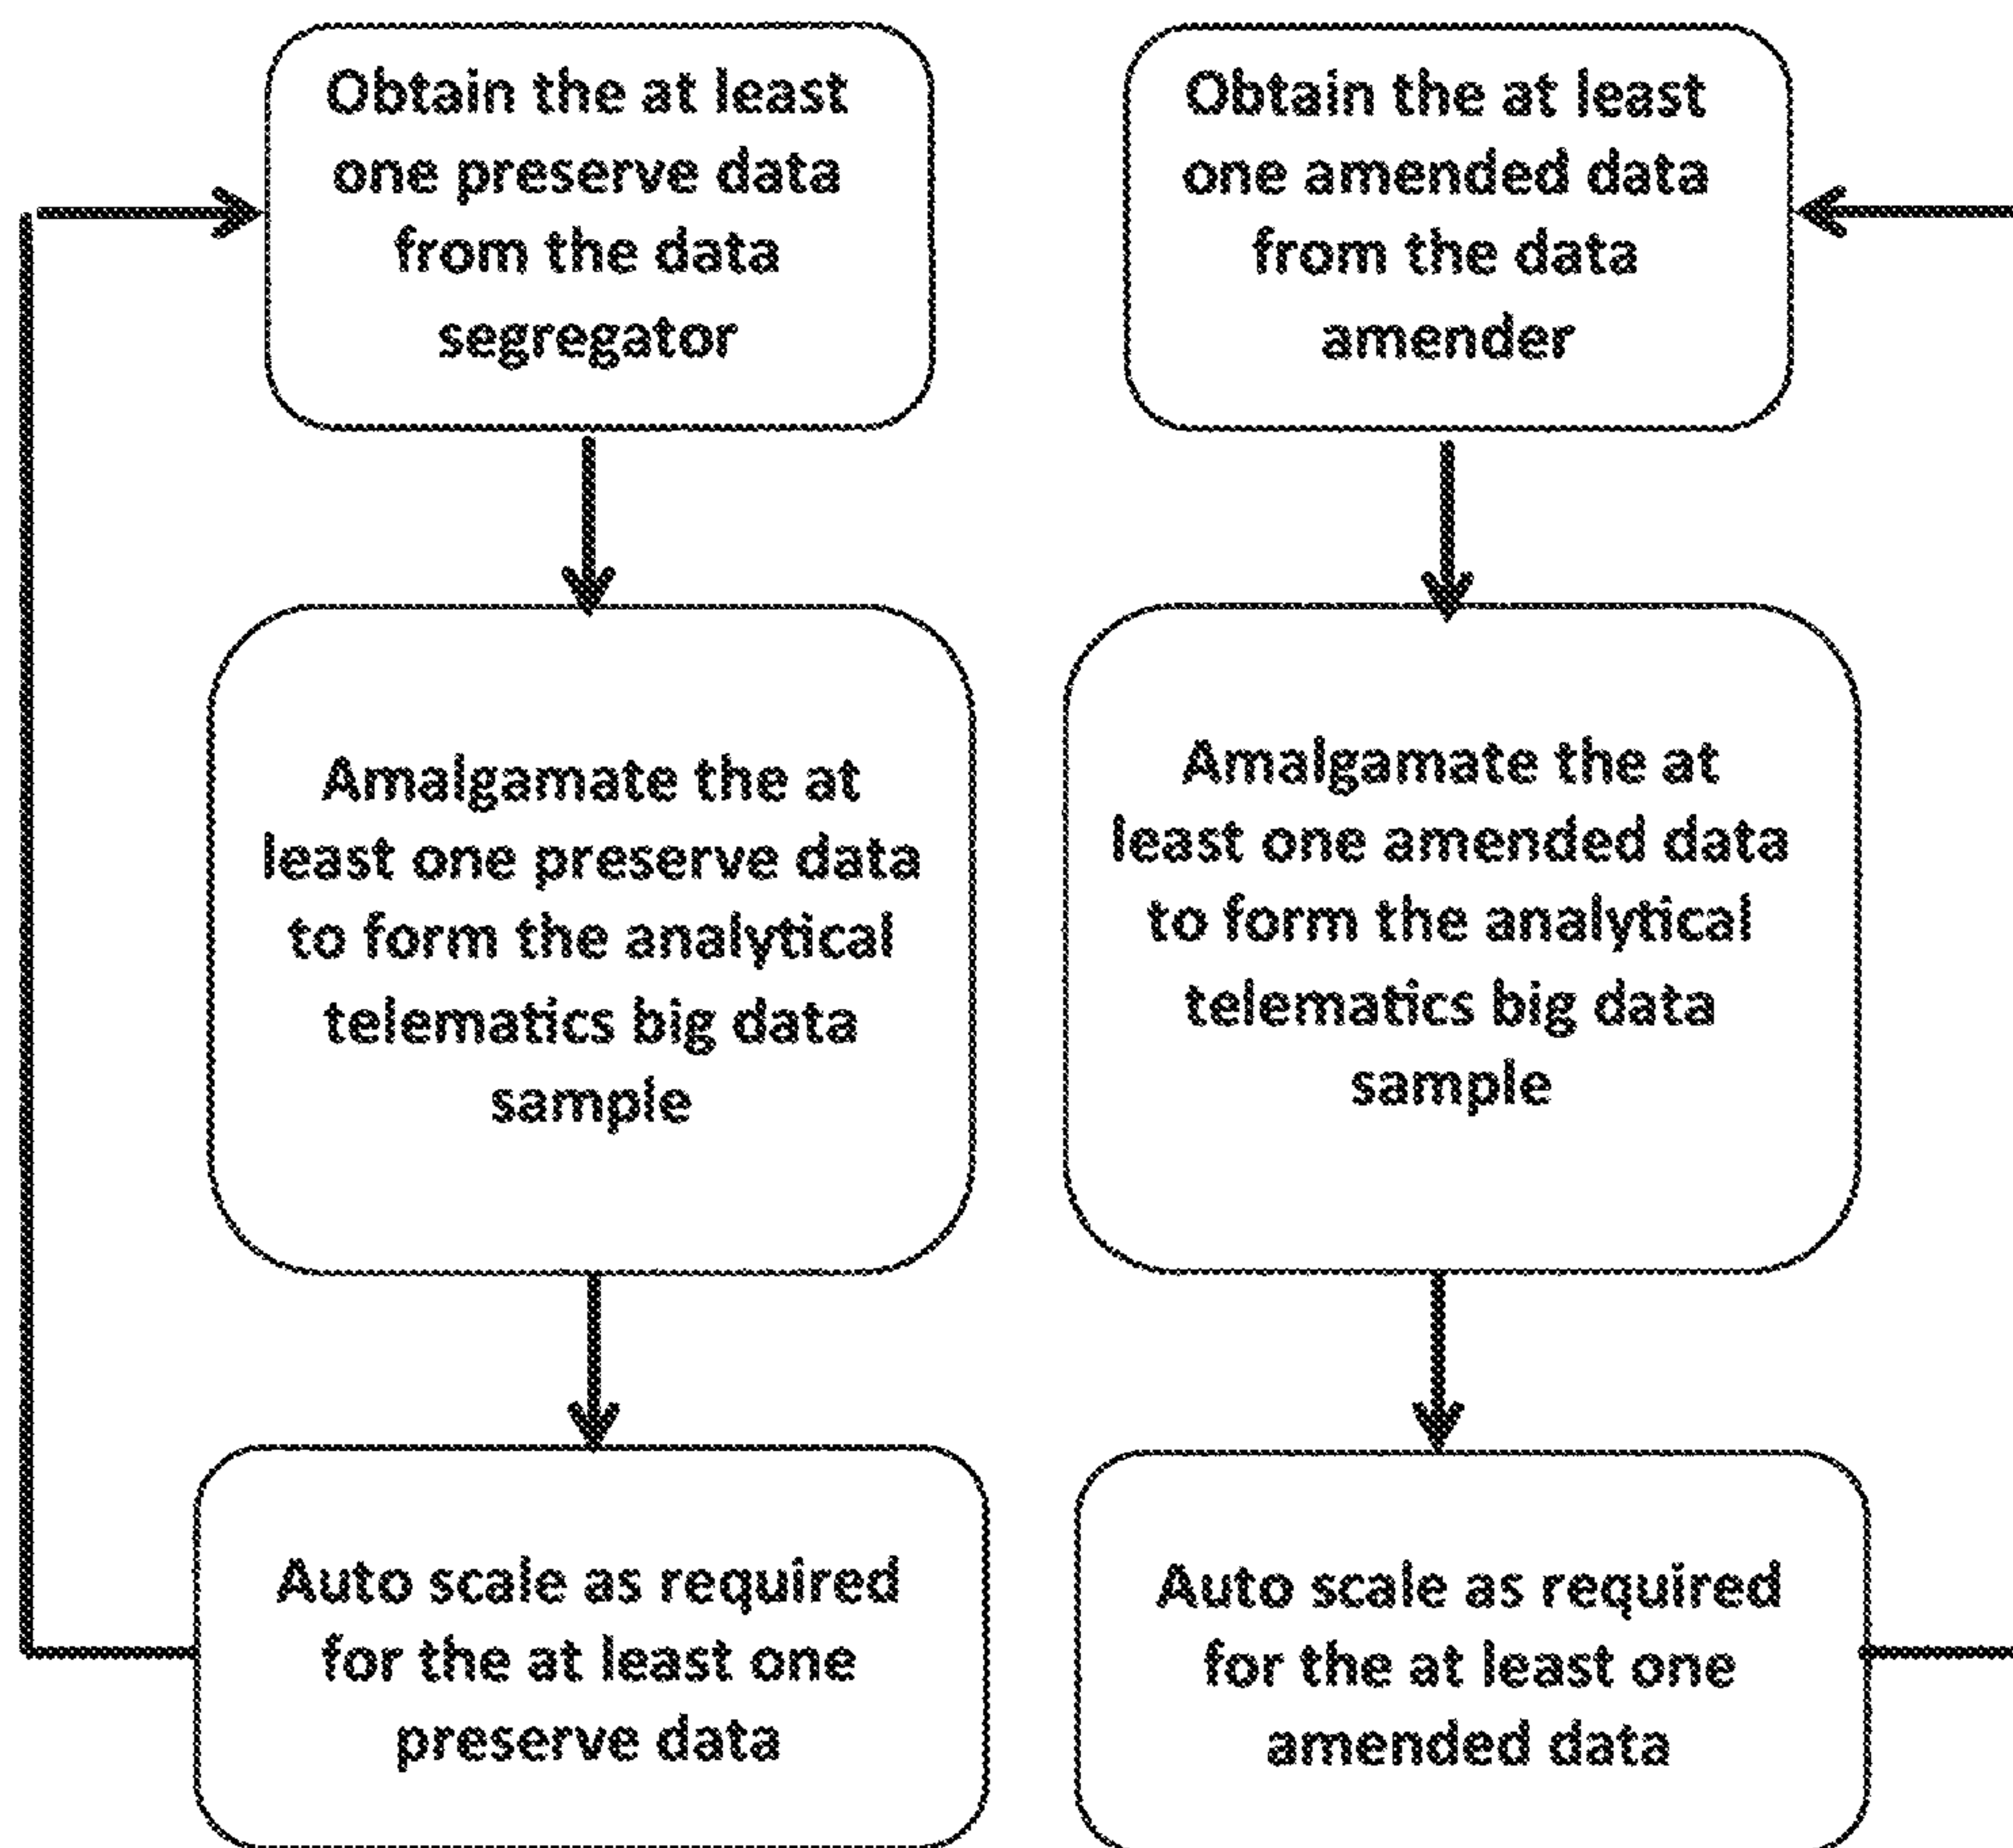 Obtain the at least
one preserve data
from the data
segregator
Amalgamate the at
least one preserve data
to form the analytical
telematics big data
sample
Auto scale as required
for the at least one
preserve data
Obtain the at least
one amended data
from the data
amender
Amalgamate the at
least one amended data
to form the analytical
telematics big data
sample
Auto scale as required
for the at least one
amended data